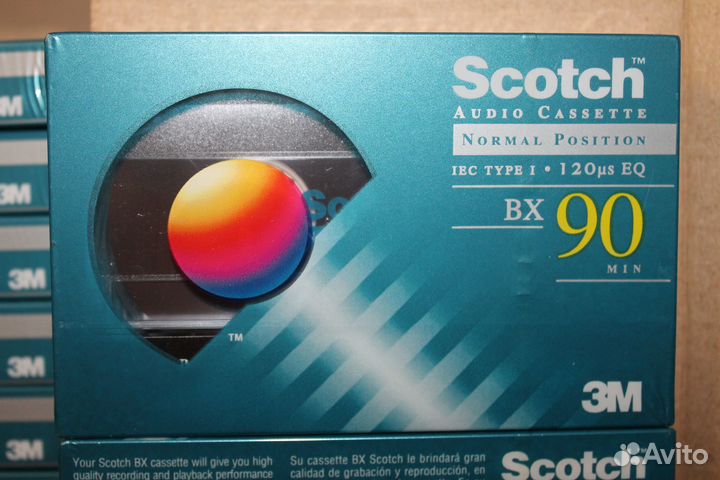 Scotch™
AUDIO CASSETTE
NORMAL POSITION
IEC TYPE I • 120µs EQ
BX 90
MIN
Sc
TM
3M
3M
3M
3M
3M
3M
3M
Your Scotch BX cassette will give you high
quality recording and playback performance
Su cassette BX Scotch le brindará gran
calidad de grabación y reproducción, en
Scotch
Avito